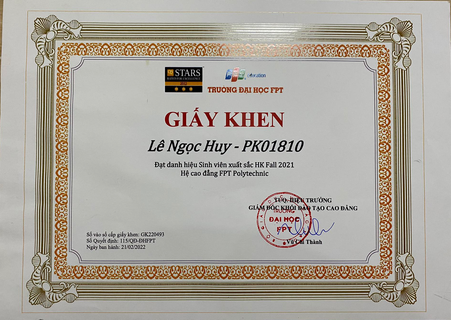 STARS
FPT Education
TRƯỜNG ĐẠI HỌC FPT
GIẤY KHEN
Lê Ngọc Huy - PK01810
Đạt danh hiệu Sinh viên xuất sắc HK Fall 2021
Hệ cao đẳng FPT Polytechnic
TUQ. HIỆU TRƯỞNG
GIÁM ĐỐC KHỐI ĐÀO TẠO CAO ĐẲNG
TRƯỜNG
ĐẠI HỌC
FPT
Vũ Chí Thành
Số vào sổ cấp giấy khen: GK220493
Số Quyết định: 115/QĐ-ĐHFPT
Ngày ban hành: 21/02/2022